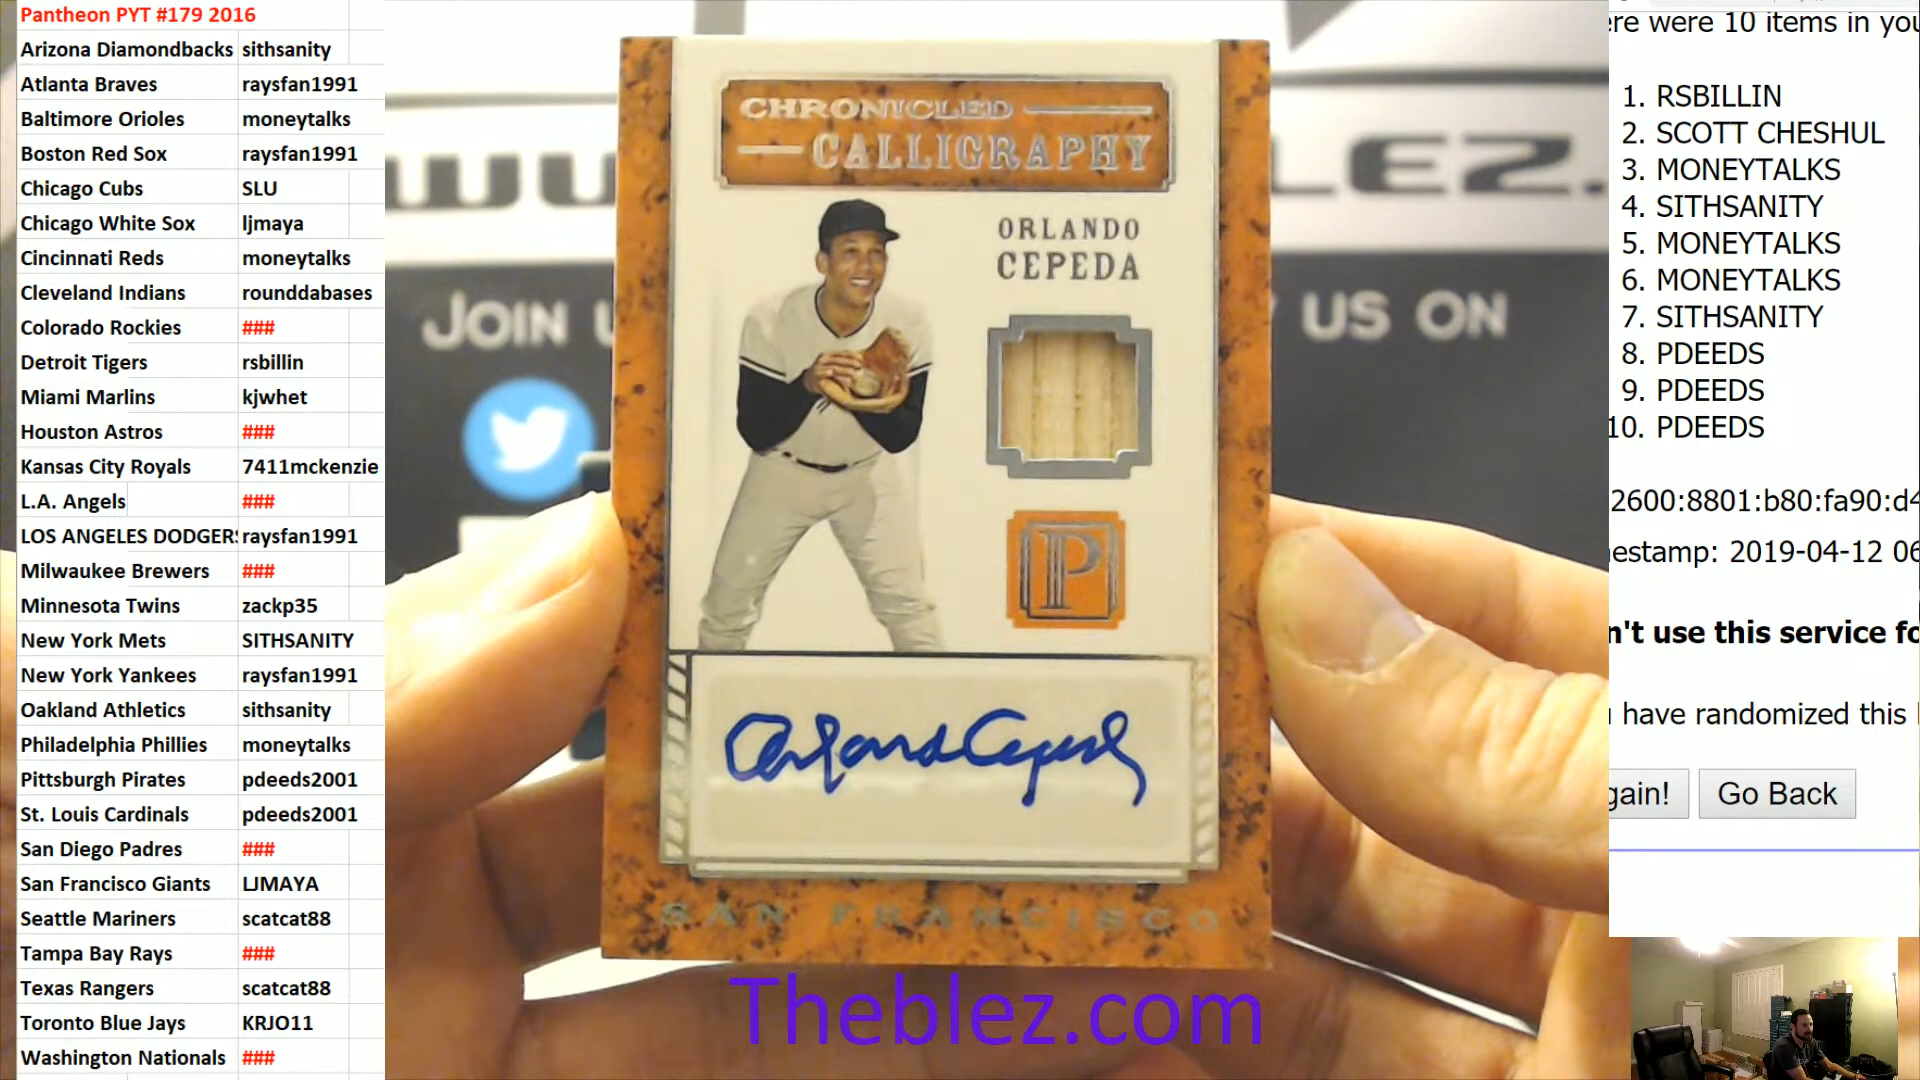 Pantheon PYT #179 2016
Arizona Diamondbacks sithsanity
Atlanta Braves raysfan1991
Baltimore Orioles moneytalks
Boston Red Sox raysfan1991
Chicago Cubs SLU
Chicago White Sox ljmaya
Cincinnati Reds moneytalks
Cleveland Indians rounddabases
Colorado Rockies ###
Detroit Tigers rsbillin
Miami Marlins kjwhet
Houston Astros ###
Kansas City Royals 7411mckenzie
L.A. Angels ###
LOS ANGELES DODGERS raysfan1991
Milwaukee Brewers ###
Minnesota Twins zackp35
New York Mets SITHSANITY
New York Yankees raysfan1991
Oakland Athletics sithsanity
Philadelphia Phillies moneytalks
Pittsburgh Pirates pdeeds2001
St. Louis Cardinals pdeeds2001
San Diego Padres ###
San Francisco Giants LJMAYA
Seattle Mariners scatcat88
Tampa Bay Rays ###
Texas Rangers scatcat88
Toronto Blue Jays KRJO11
Washington Nationals ###
LEZ.
JOIN
US ON
CHRONICLED
CALLIGRAPHY
ORLANDO
CEPEDA
P
Orlando Cepeda
SAN FRANCISCO
Theblez.com
ere were 10 items in you
1. RSBILLIN
2. SCOTT CHESHUL
3. MONEYTALKS
4. SITHSANITY
5. MONEYTALKS
6. MONEYTALKS
7. SITHSANITY
8. PDEEDS
9. PDEEDS
10. PDEEDS
2600:8801:b80:fa90:d4
estamp: 2019-04-12 06
n't use this service fo
have randomized this
gain! Go Back